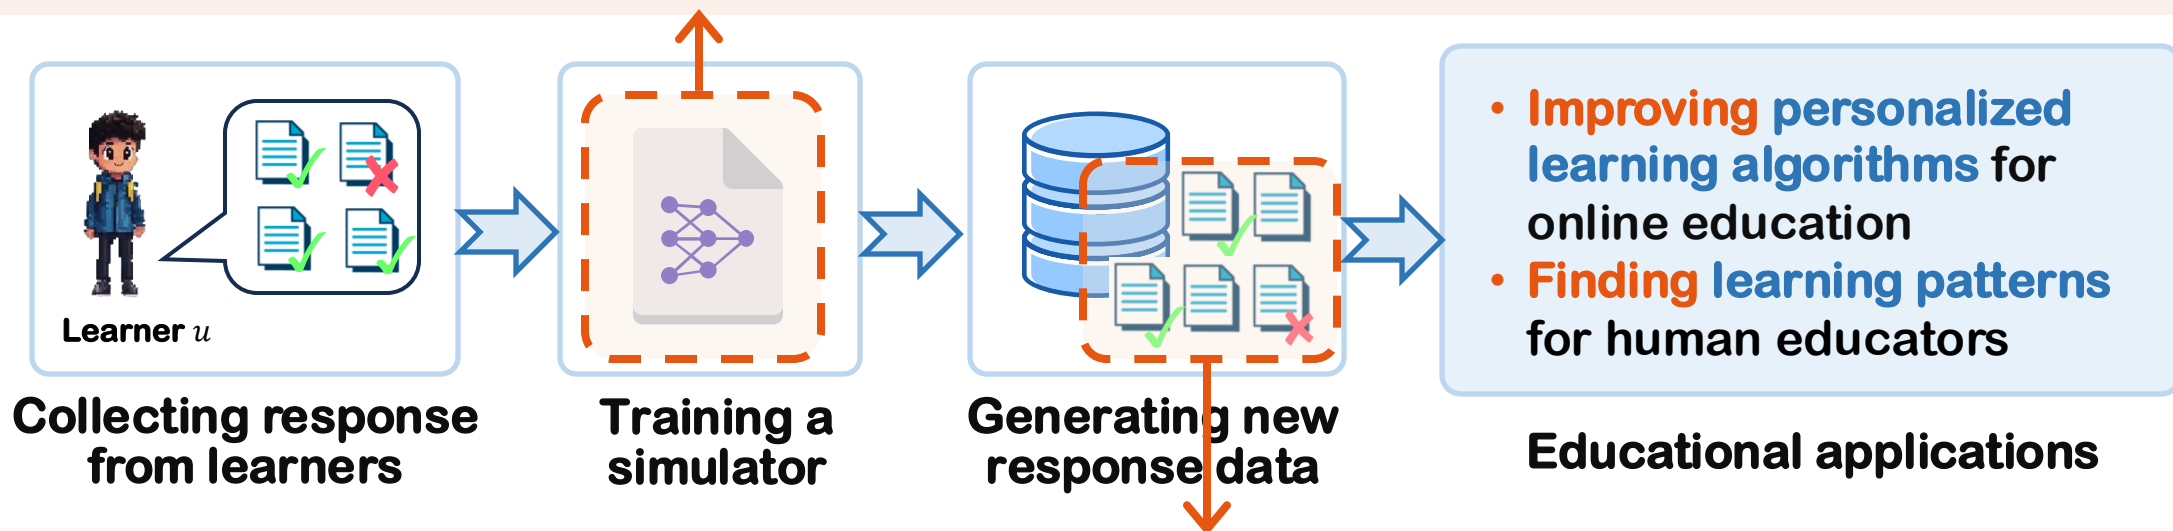 Learner u
Collecting response
from learners
Training a
simulator
Generating new
response data
• Improving personalized
learning algorithms for
online education
• Finding learning patterns
for human educators
Educational applications